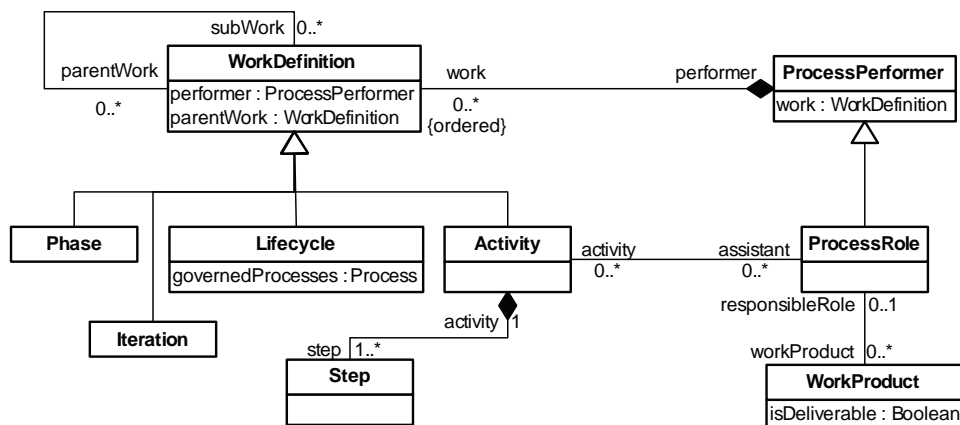 subWork 0..*
parentWork
0..*
WorkDefinition
performer : ProcessPerformer
parentWork : WorkDefinition
work
0..*
{ordered}
performer
ProcessPerformer
work : WorkDefinition
Phase
Lifecycle
governedProcesses : Process
Activity
activity
0..*
assistant
0..*
ProcessRole
Iteration
activity 1
step 1..*
Step
responsibleRole 0..1
workProduct 0..*
WorkProduct
isDeliverable : Boolean